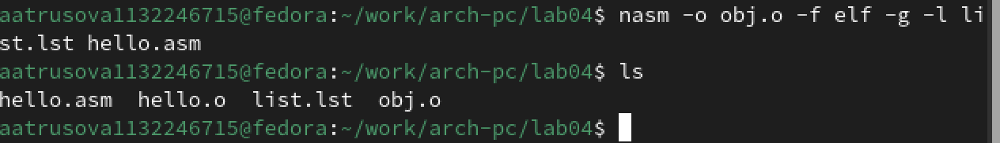 aatrusova1132246715@fedora:~/work/arch-pc/lab04$ nasm -o obj.o -f elf -g -l li
st.lst hello.asm
aatrusova1132246715@fedora:~/work/arch-pc/lab04$ ls
hello.asm  hello.o  list.lst  obj.o
aatrusova1132246715@fedora:~/work/arch-pc/lab04$